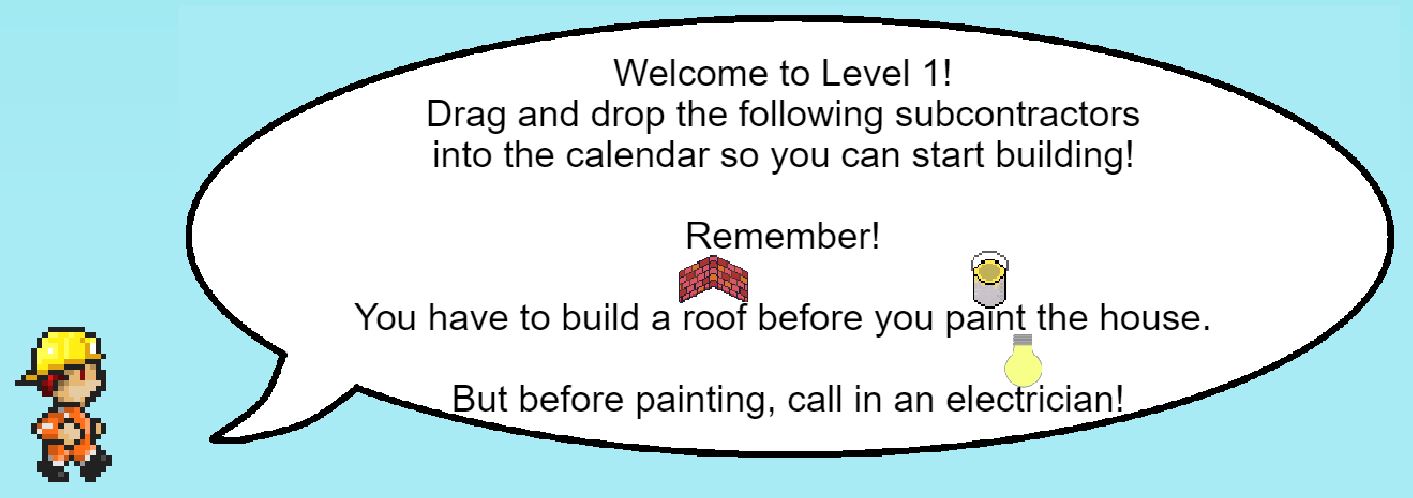 Welcome to Level 1!
Drag and drop the following subcontractors
into the calendar so you can start building!
Remember!
You have to build a roof before you paint the house.
But before painting, call in an electrician!